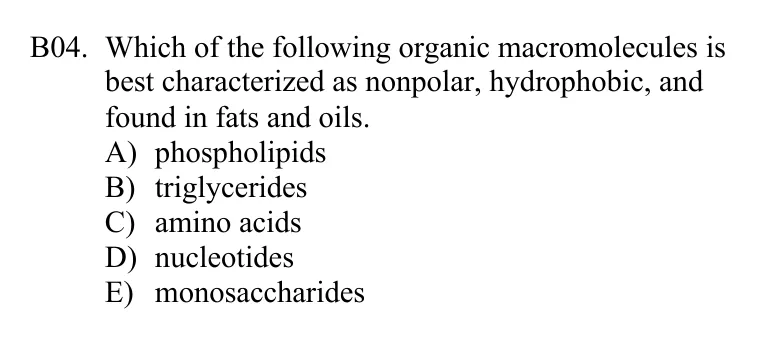 B04. Which of the following organic macromolecules is
best characterized as nonpolar, hydrophobic, and
found in fats and oils.
A) phospholipids
B) triglycerides
C) amino acids
D) nucleotides
E) monosaccharides